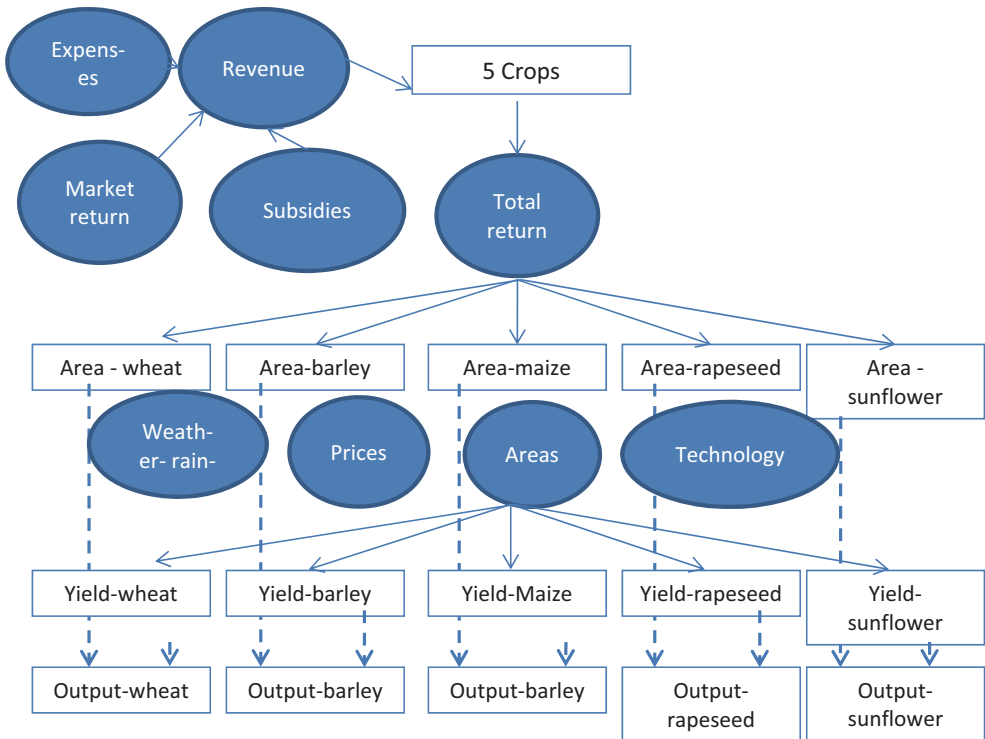 Expens-
es
Revenue
5 Crops
Market
return
Subsidies
Total
return
Area - wheat
Area-barley
Area-maize
Area-rapeseed
Area -
sunflower
Weath-
er- rain-
Prices
Areas
Technology
Yield-wheat
Yield-barley
Yield-Maize
Yield-rapeseed
Yield-
sunflower
Output-wheat
Output-barley
Output-barley
Output-
rapeseed
Output-
sunflower